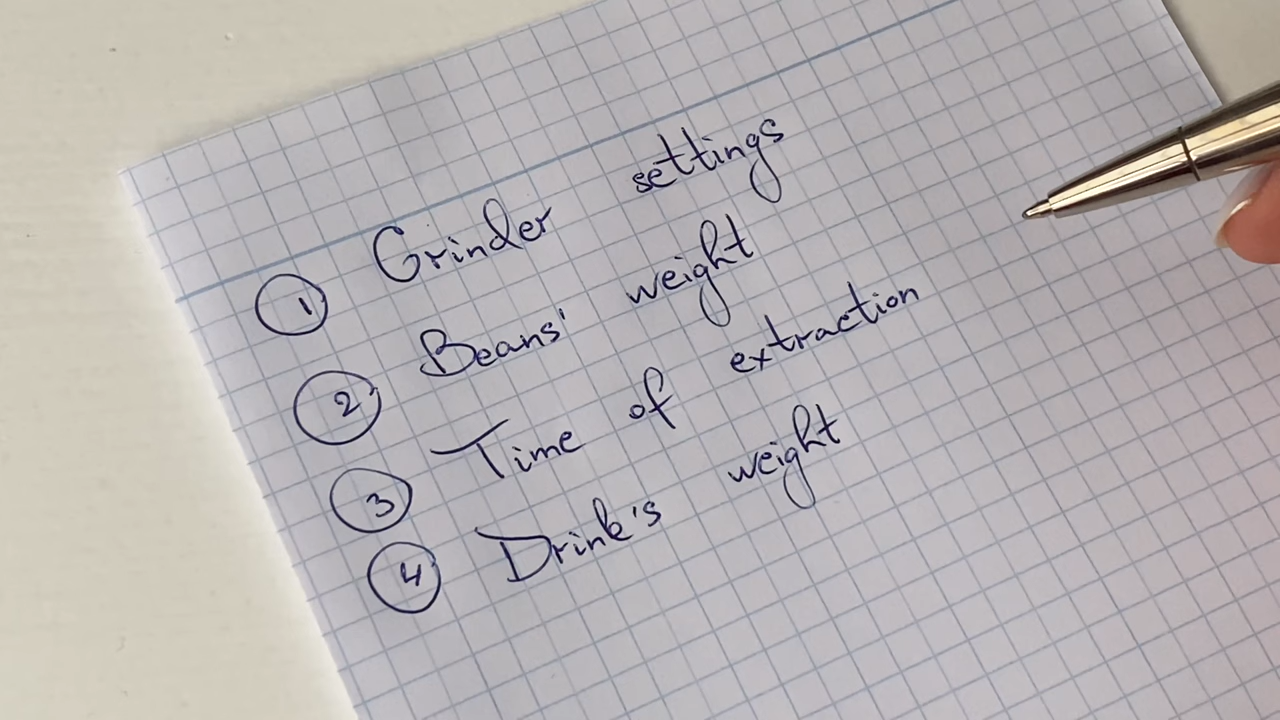 1 Grinder settings
2 Beans' weight
3 Time of extraction
4 Drink's weight